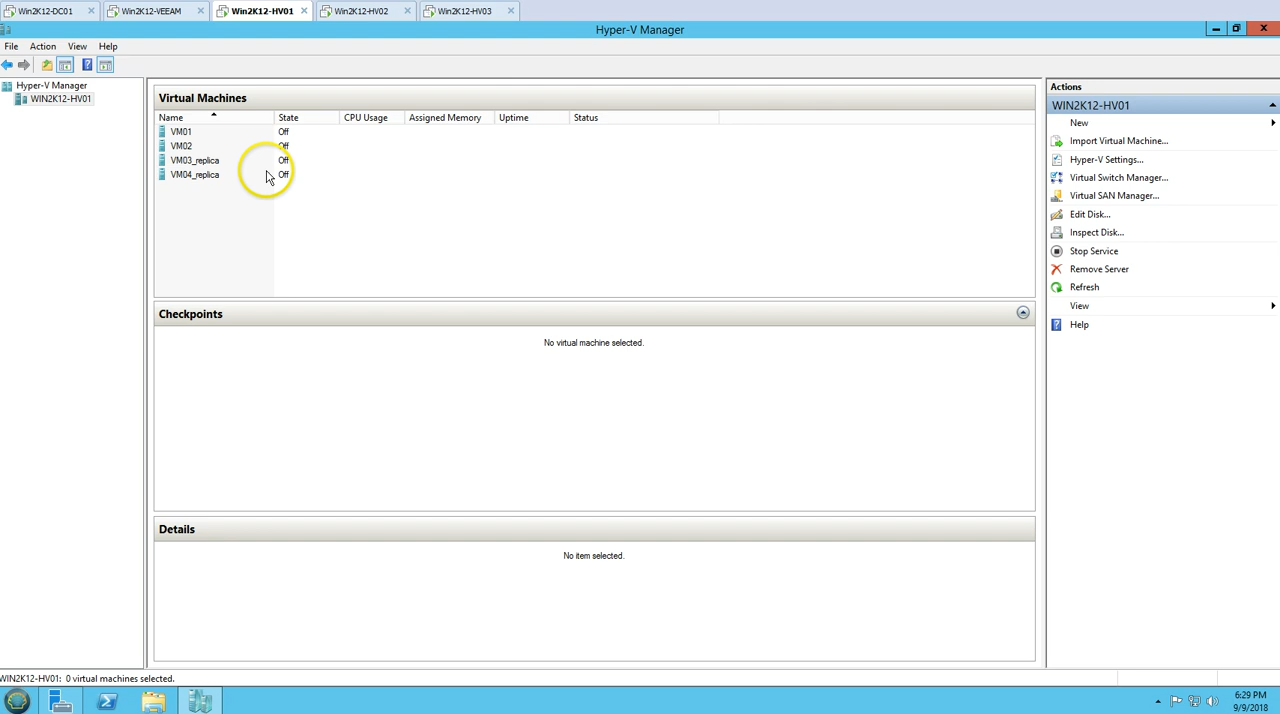 Win2K12-DC01
Win2K12-VEEAM
Win2K12-HV01
Win2K12-HV02
Win2K12-HV03
Hyper-V Manager
File Action View Help
Hyper-V Manager
WIN2K12-HV01
Virtual Machines
Name State CPU Usage Assigned Memory Uptime Status
VM01 Off
VM02 Off
VM03_replica Off
VM04_replica Off
Checkpoints
No virtual machine selected.
Details
No item selected.
Actions
WIN2K12-HV01
New
Import Virtual Machine...
Hyper-V Settings...
Virtual Switch Manager...
Virtual SAN Manager...
Edit Disk...
Inspect Disk...
Stop Service
Remove Server
Refresh
View
Help
WIN2K12-HV01: 0 virtual machines selected.
6:29 PM
9/9/2018